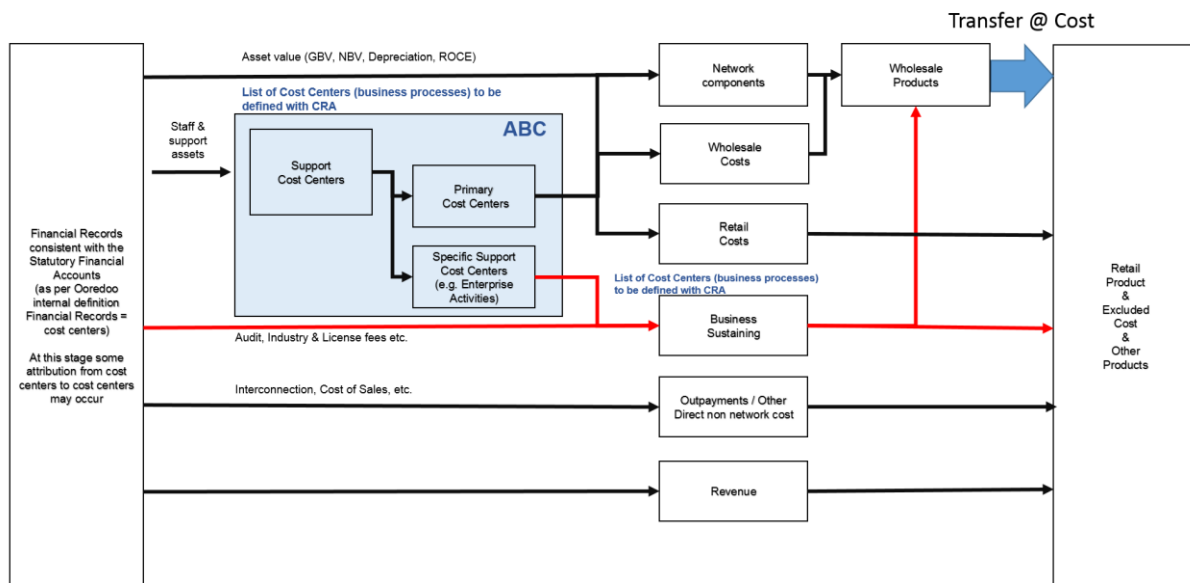 Transfer @ Cost
Asset value (GBV, NBV, Depreciation, ROCE)
List of Cost Centers (business processes) to be
defined with CRA
ABC
Staff &
support
assets
Support
Cost Centers
Primary
Cost Centers
Specific Support
Cost Centers
(e.g. Enterprise
Activities)
Network
components
Wholesale
Products
Wholesale
Costs
Retail
Costs
List of Cost Centers (business processes)
to be defined with CRA
Business
Sustaining
Audit, Industry & License fees etc.
Interconnection, Cost of Sales, etc.
Outpayments / Other
Direct non network cost
Revenue
Financial Records
consistent with the
Statutory Financial
Accounts
(as per Ooredoo
internal definition
Financial Records =
cost centers)
At this stage some
attribution from cost
centers to cost centers
may occur
Retail
Product
&
Excluded
Cost
&
Other
Products